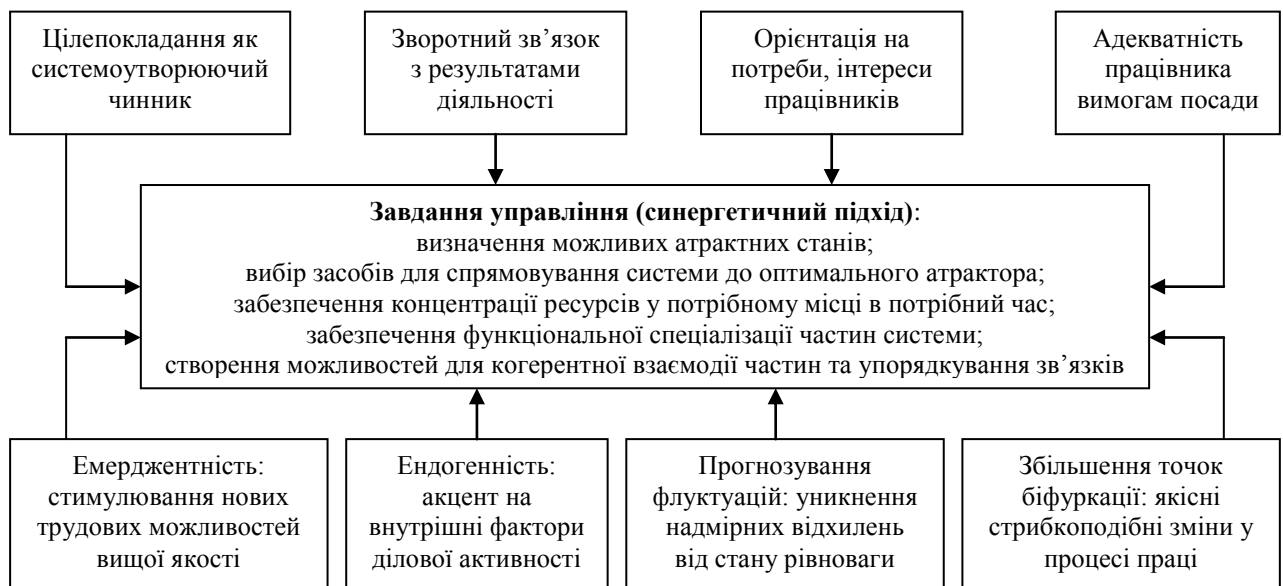 Цілепокладання як
системоутворюючий
чинник
Зворотний зв’язок
з результатами
діяльності
Орієнтація на
потреби, інтереси
працівників
Адекватність
працівника
вимогам посади
Завдання управління (синергетичний підхід):
визначення можливих атрактних станів;
вибір засобів для спрямовування системи до оптимального атрактора;
забезпечення концентрації ресурсів у потрібному місці в потрібний час;
забезпечення функціональної спеціалізації частин системи;
створення можливостей для когерентної взаємодії частин та упорядкування зв’язків
Емерджентність:
стимулювання нових
трудових можливостей
вищої якості
Ендогенність:
акцент на
внутрішні фактори
ділової активності
Прогнозування
флуктуацій: уникнення
надмірних відхилень
від стану рівноваги
Збільшення точок
біфуркації: якісні
стрибкоподібні зміни у
процесі праці